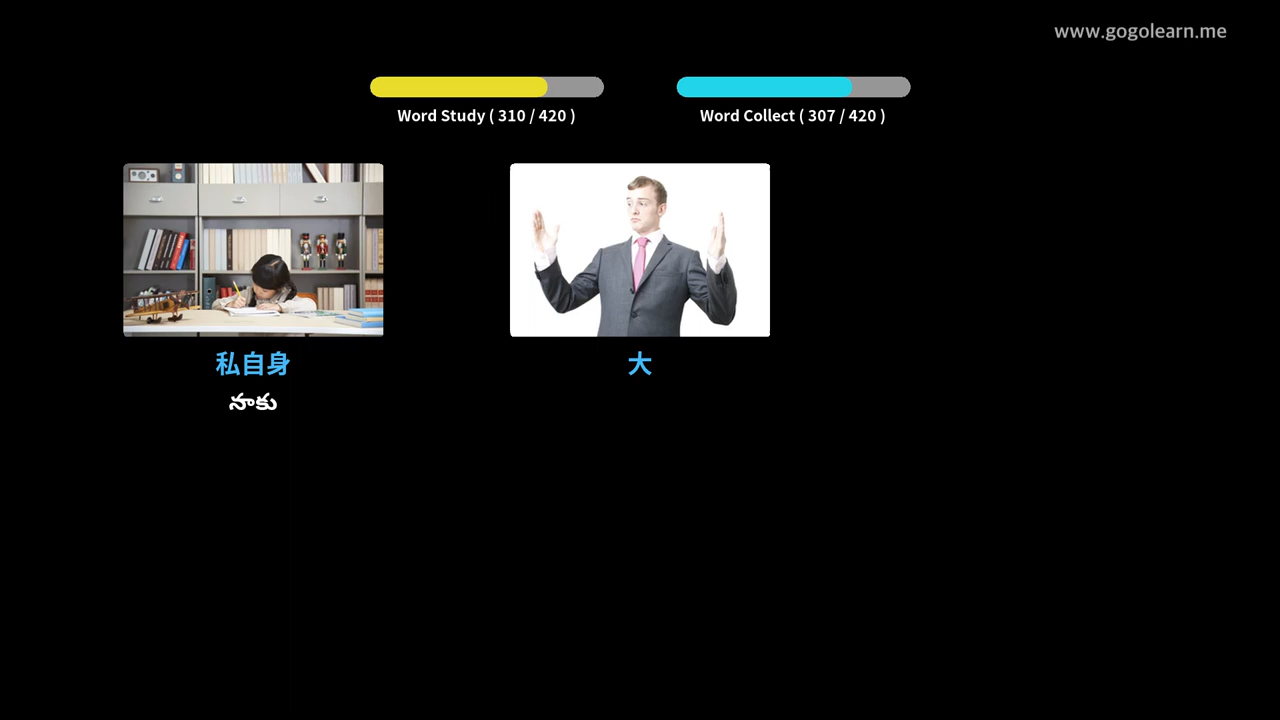 www.gogolearn.me
Word Study ( 310 / 420 )
Word Collect ( 307 / 420 )
私自身
大
నాకు